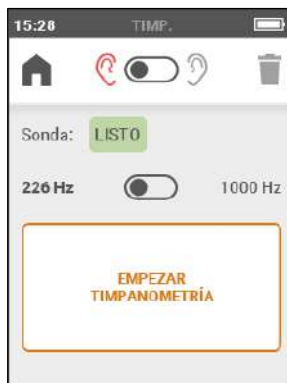 15:28 TIMP.
Sonda: LISTO
226 Hz 1000 Hz
EMPEZAR
TIMPANOMETRÍA